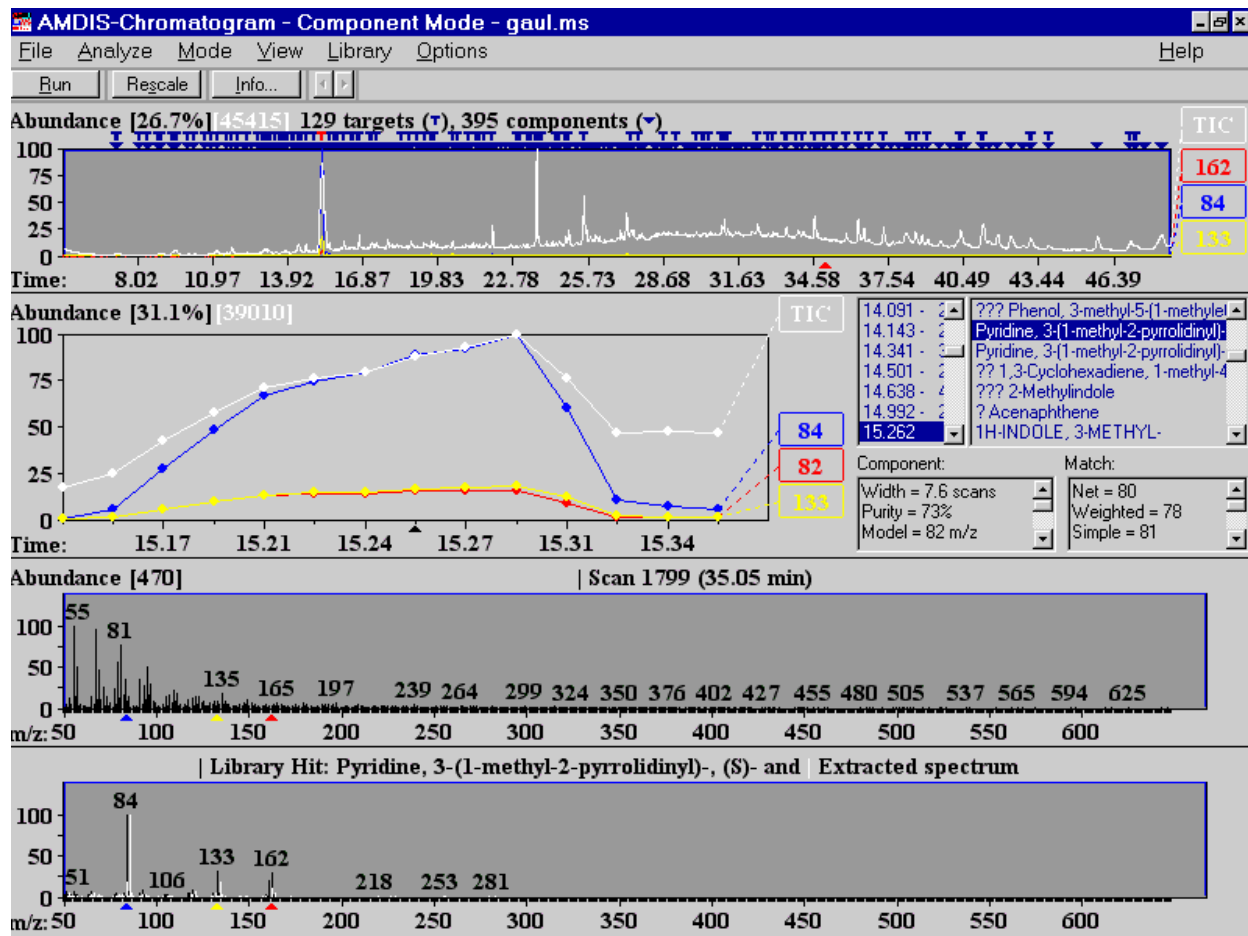 AMDIS-Chromatogram - Component Mode - gaul.ms
File Analyze Mode View Library Options Help
Run Rescale Info...
Abundance [26.7%] [45415] 129 targets (T), 395 components (▼)
TIC
162
84
133
100
75
50
25
0
Time: 8.02 10.97 13.92 16.87 19.83 22.78 25.73 28.68 31.63 34.58 37.54 40.49 43.44 46.39
Abundance [31.1%] [39010]
TIC
84
82
133
100
75
50
25
0
Time: 15.17 15.21 15.24 15.27 15.31 15.34
14.091 - 2 ??? Phenol, 3-methyl-5-(1-methylet
14.143 - 2 Pyridine, 3-(1-methyl-2-pyrrolidinyl)-
14.341 - 3 Pyridine, 3-(1-methyl-2-pyrrolidinyl)-
14.501 - 2 ?? 1,3-Cyclohexadiene, 1-methyl-4
14.638 - 4 ??? 2-Methylindole
14.992 - 2 ? Acenaphthene
15.262 1H-INDOLE, 3-METHYL-
Component: Match:
Width = 7.6 scans Net = 80
Purity = 73% Weighted = 78
Model = 82 m/z Simple = 81
Abundance [470] | Scan 1799 (35.05 min)
100
50
0
55 81 135 165 197 239 264 299 324 350 376 402 427 455 480 505 537 565 594 625
m/z: 50 100 150 200 250 300 350 400 450 500 550 600
| Library Hit: Pyridine, 3-(1-methyl-2-pyrrolidinyl)-, (S)- and | Extracted spectrum
100
50
0
51 84 106 133 162 218 253 281
m/z: 50 100 150 200 250 300 350 400 450 500 550 600